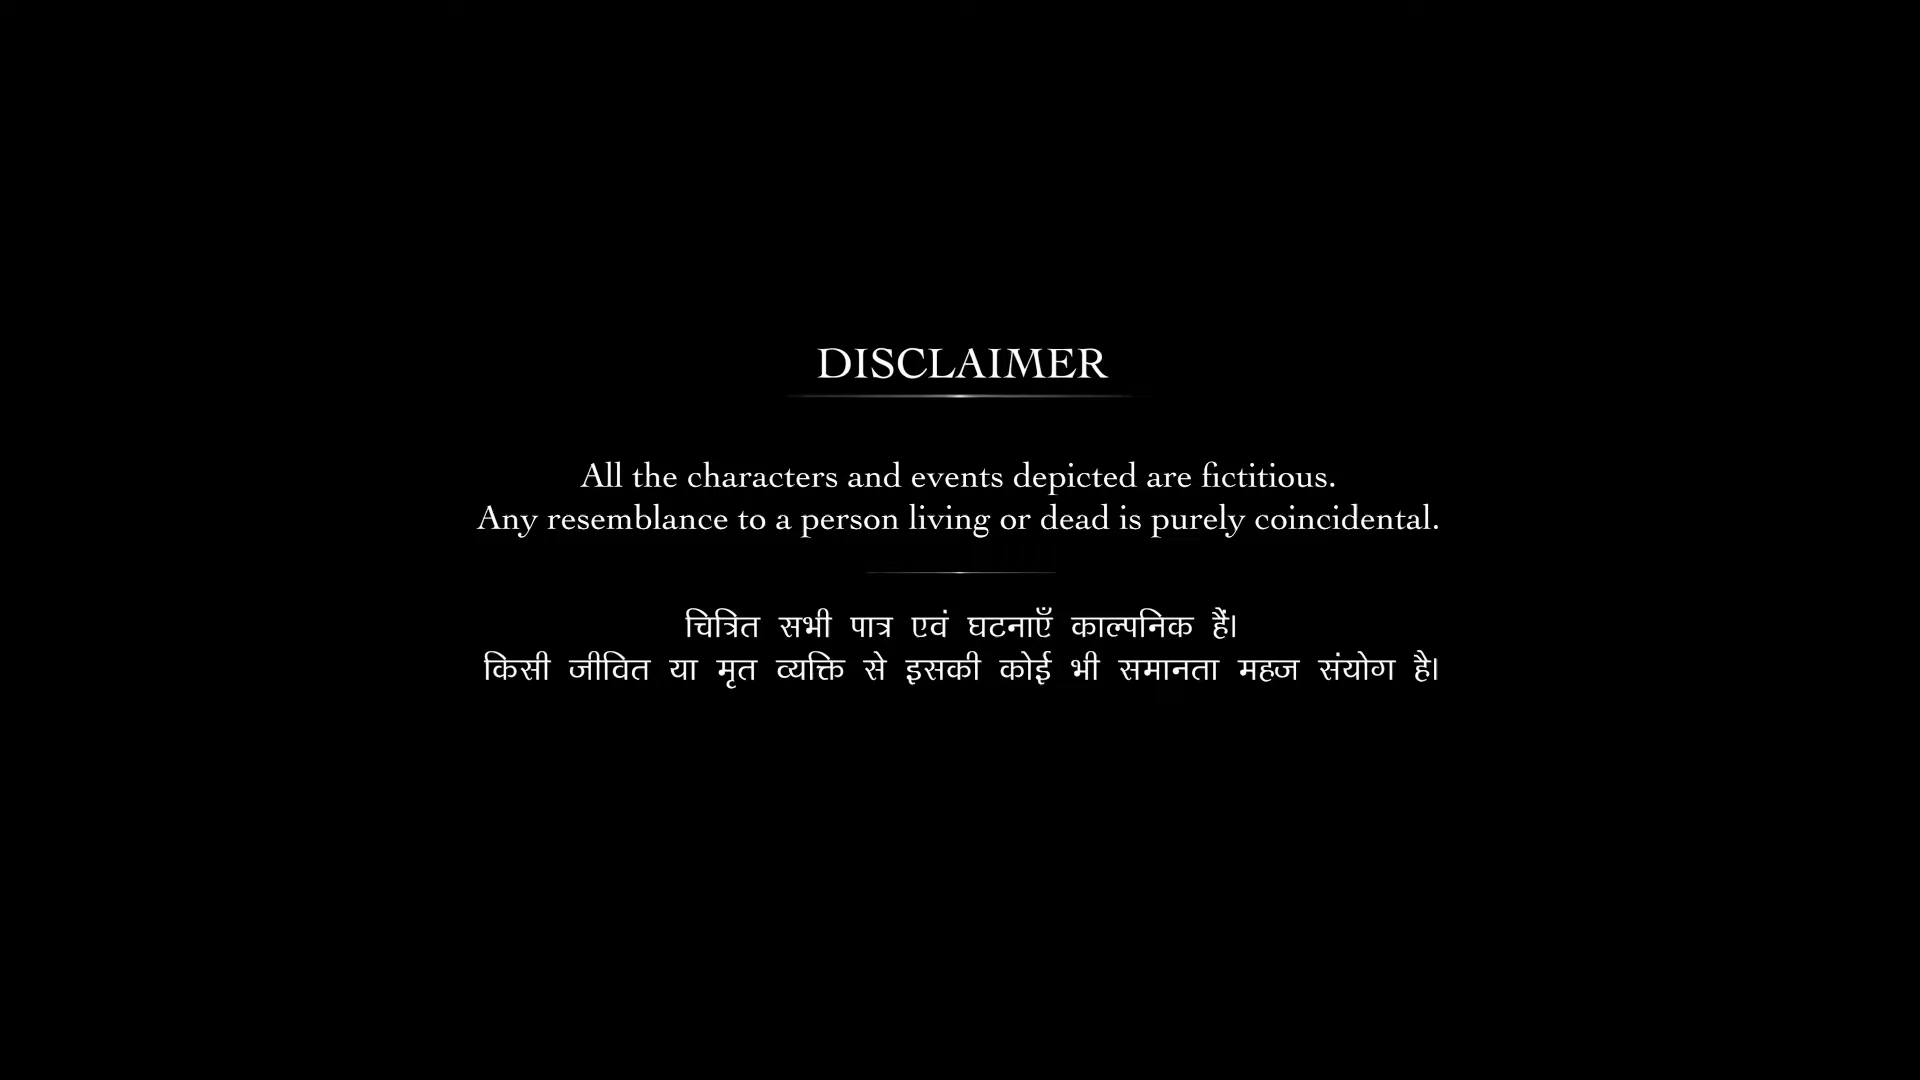 DISCLAIMER
All the characters and events depicted are fictitious.
Any resemblance to a person living or dead is purely coincidental.
चित्रित सभी पात्र एवं घटनाएँ काल्पनिक हैं।
किसी जीवित या मृत व्यक्ति से इसकी कोई भी समानता महज संयोग है।